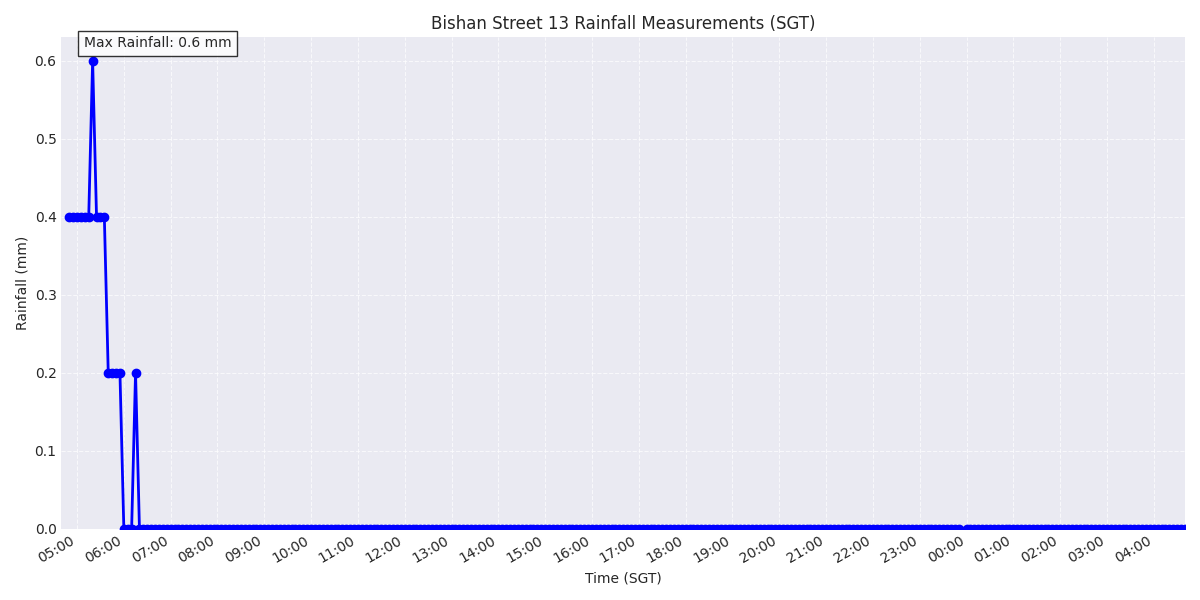 Bishan Street 13 Rainfall Measurements (SGT)
Max Rainfall: 0.6 mm
0.6
0.5
0.4
0.3
0.2
0.1
0.0
Rainfall (mm)
05:00 06:00 07:00 08:00 09:00 10:00 11:00 12:00 13:00 14:00 15:00 16:00 17:00 18:00 19:00 20:00 21:00 22:00 23:00 00:00 01:00 02:00 03:00 04:00
Time (SGT)